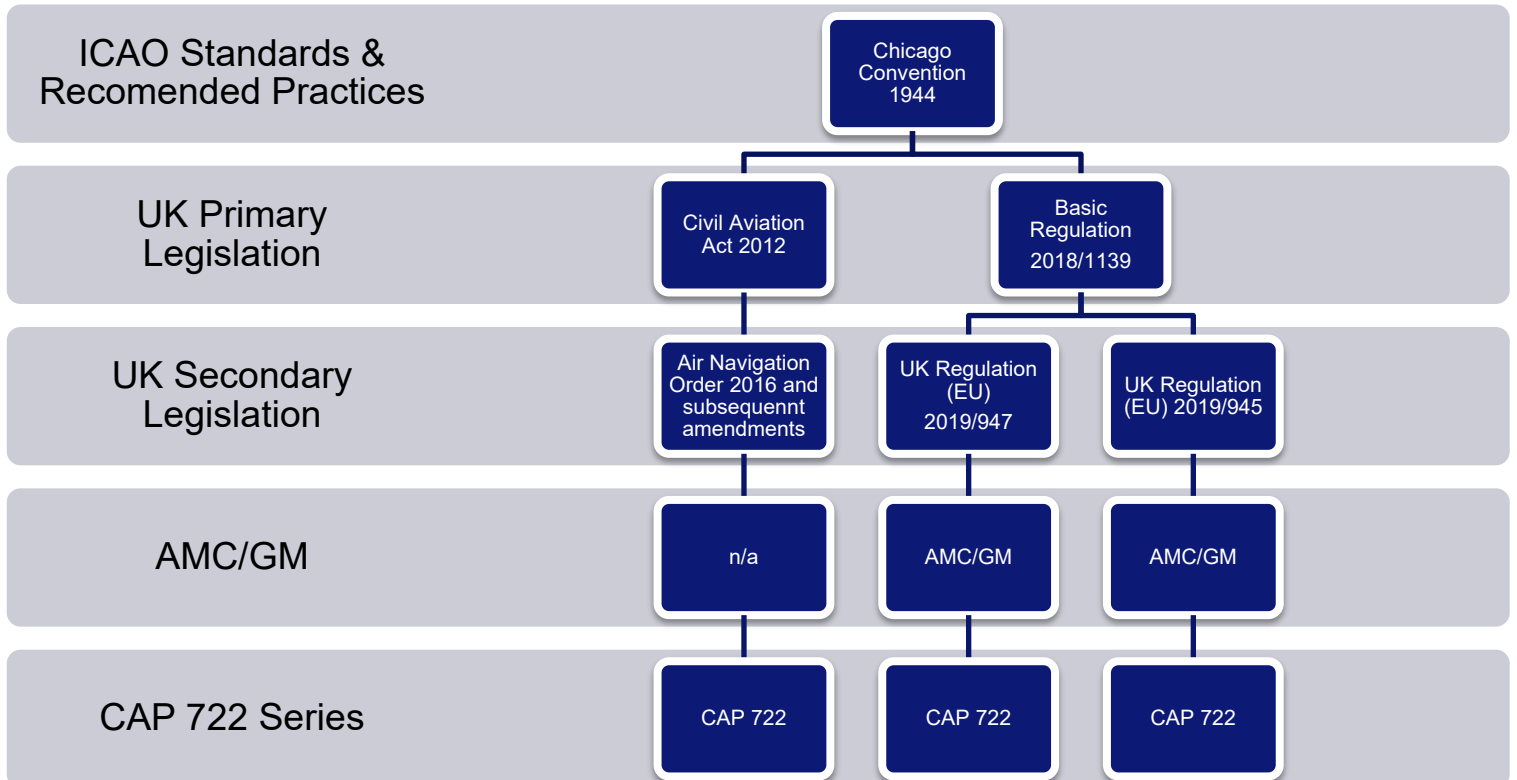 ICAO Standards &
Recomended Practices
Chicago
Convention
1944
UK Primary
Legislation
Civil Aviation
Act 2012
Basic
Regulation
2018/1139
UK Secondary
Legislation
Air Navigation
Order 2016 and
subsequennt
amendments
UK Regulation
(EU)
2019/947
UK Regulation
(EU) 2019/945
AMC/GM
n/a
AMC/GM
AMC/GM
CAP 722 Series
CAP 722
CAP 722
CAP 722